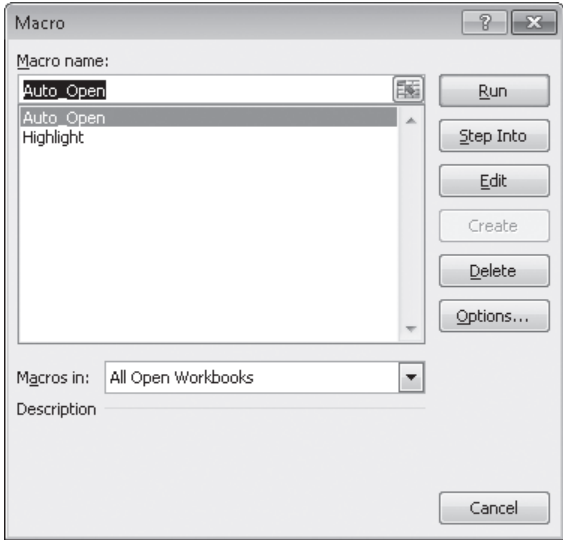 Macro
Macro name:
Auto_Open
Run
Auto_Open
Highlight
Step Into
Edit
Create
Delete
Options...
Macros in: All Open Workbooks
Description
Cancel